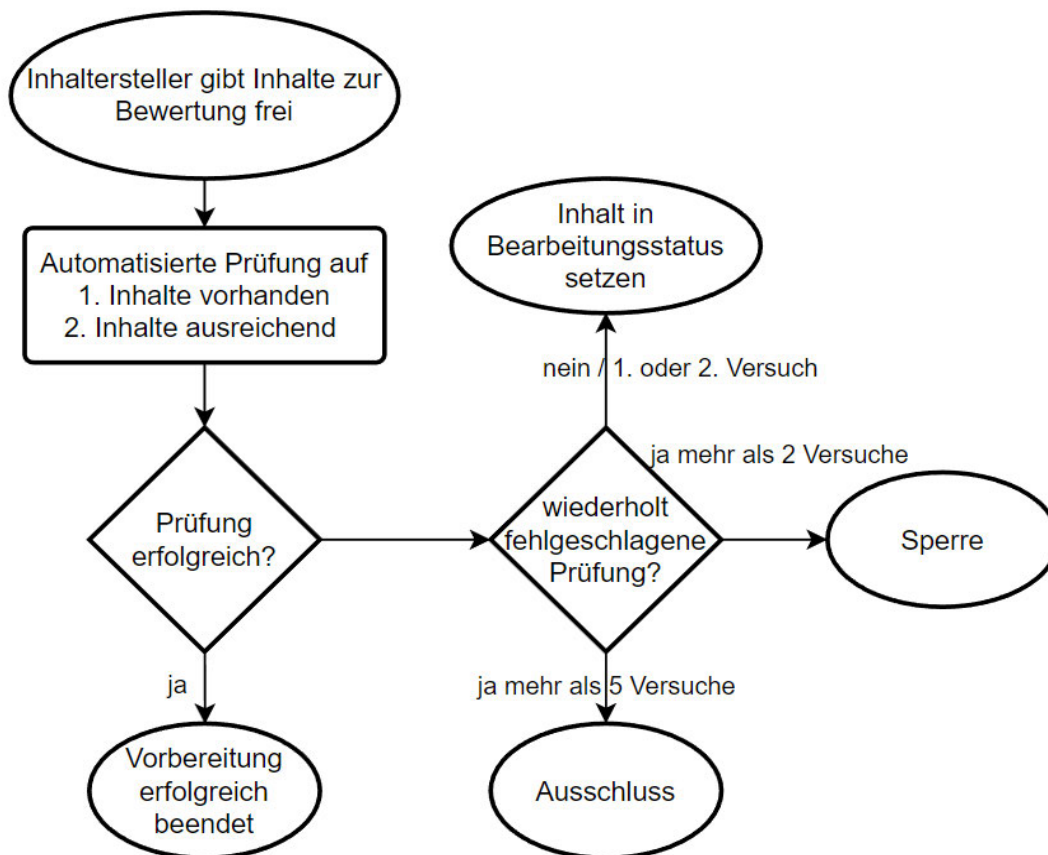 Inhaltersteller gibt Inhalte zur
Bewertung frei
Automatisierte Prüfung auf
1. Inhalte vorhanden
2. Inhalte ausreichend
Prüfung
erfolgreich?
ja
Vorbereitung
erfolgreich
beendet
Inhalt in
Bearbeitungsstatus
setzen
nein / 1. oder 2. Versuch
ja mehr als 2 Versuche
wiederholt
fehlgeschlagene
Prüfung?
Sperre
ja mehr als 5 Versuche
Ausschluss